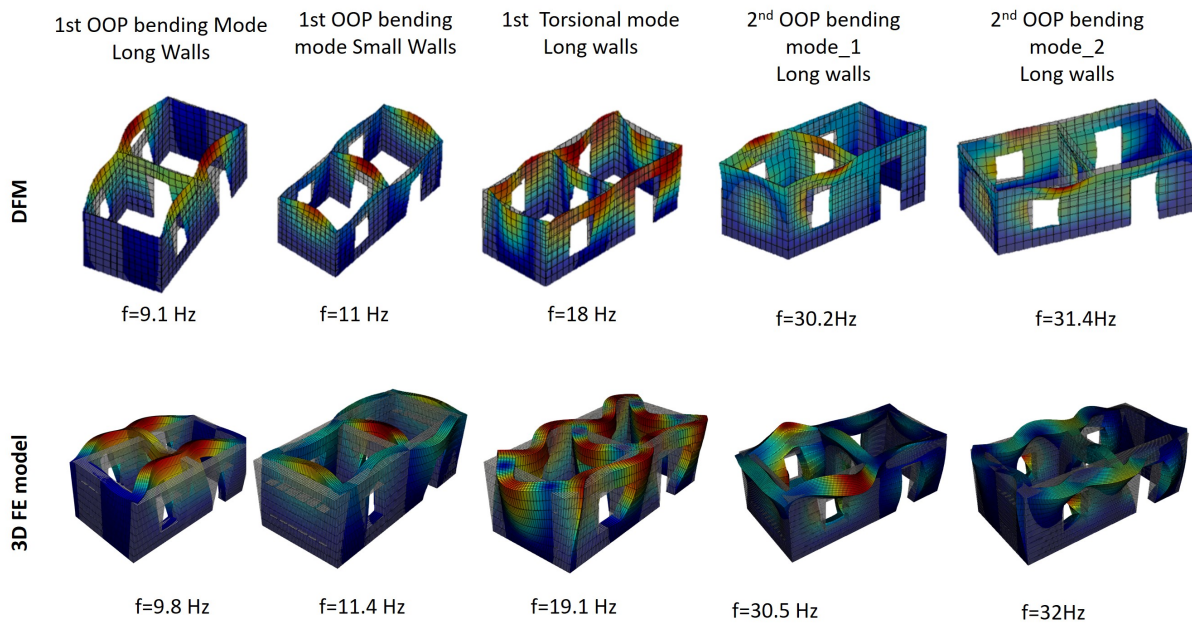 1st OOP bending Mode
Long Walls
1st OOP bending
mode Small Walls
1st Torsional mode
Long walls
2nd OOP bending
mode_1
Long walls
2nd OOP bending
mode_2
Long walls
DFM
f=9.1 Hz
f=11 Hz
f=18 Hz
f=30.2Hz
f=31.4Hz
3D FE model
f=9.8 Hz
f=11.4 Hz
f=19.1 Hz
f=30.5 Hz
f=32Hz